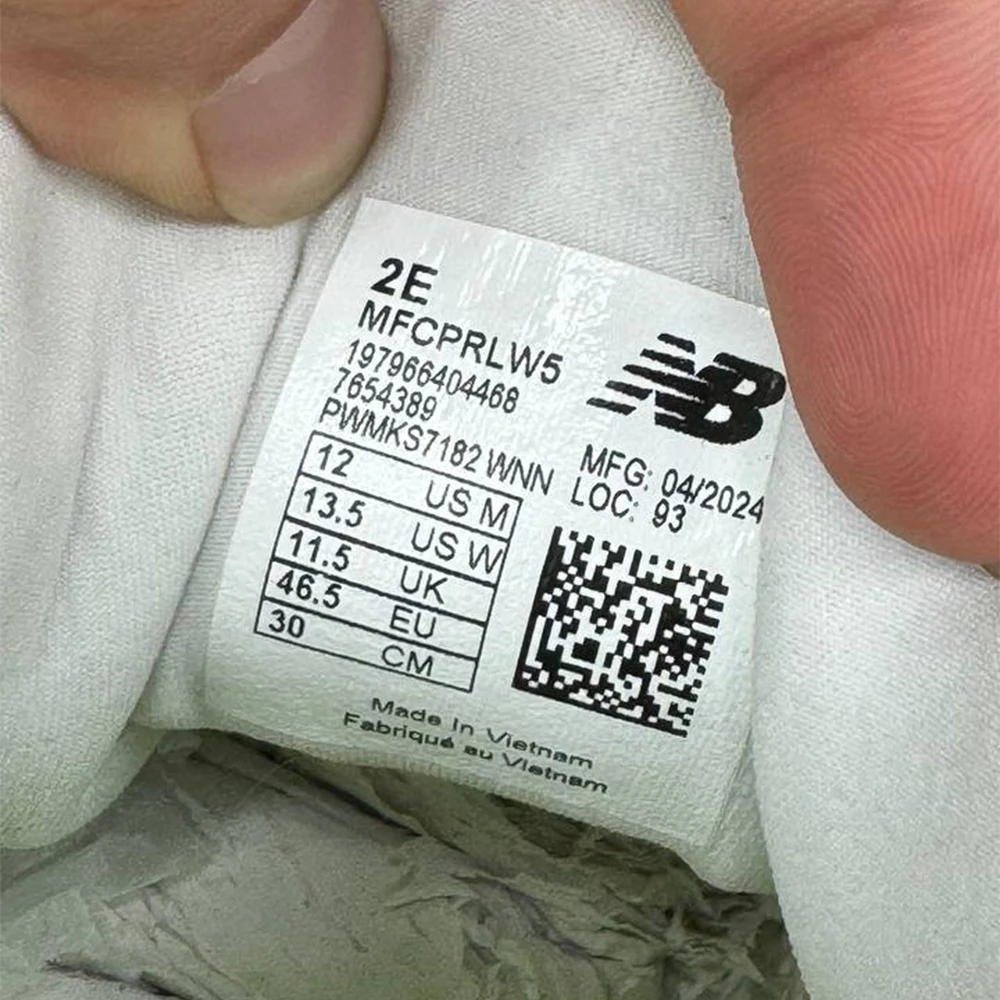 2E
MFCPRLW5
197966404468
7654389
PWMKS7182 WNN
NB
MFG: 04/2024
LOC: 93
12 US M
13.5 US W
11.5 UK
46.5 EU
30 CM
Made In Vietnam
Fabriqué au Vietnam